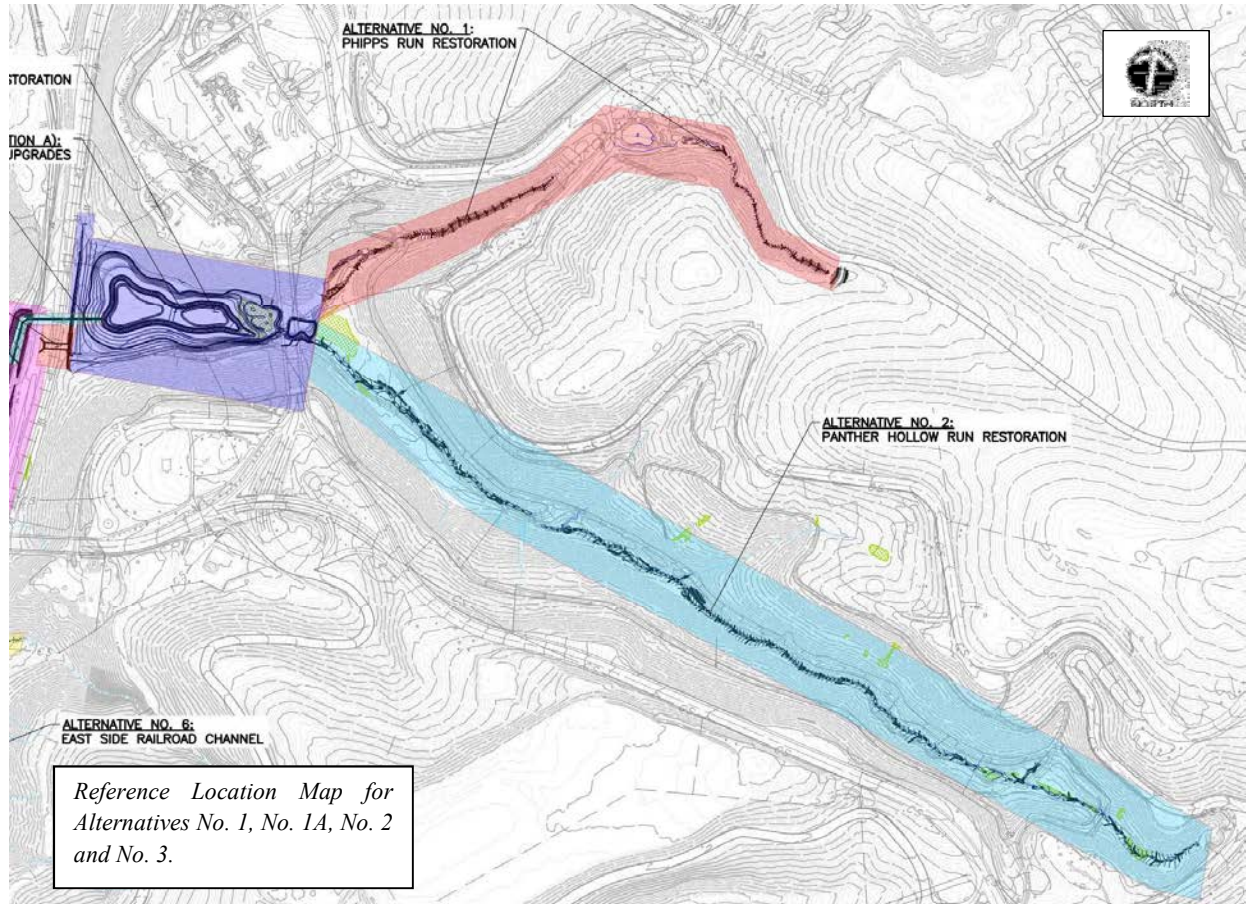 ALTERNATIVE NO. 1:
PHIPPS RUN RESTORATION
NORTH
STORATION
TION A):
UPGRADES
ALTERNATIVE NO. 2:
PANTHER HOLLOW RUN RESTORATION
ALTERNATIVE NO. 6:
EAST SIDE RAILROAD CHANNEL
Reference Location Map for
Alternatives No. 1, No. 1A, No. 2
and No. 3.